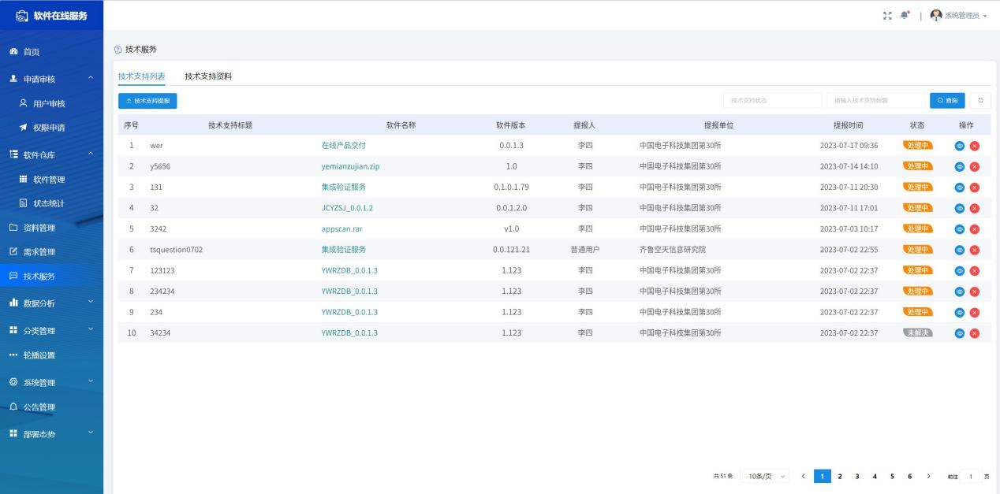 软件在线服务
系统管理员
首页
申请审核
用户审核
权限申请
软件仓库
软件管理
状态统计
资料管理
需求管理
技术服务
数据分析
分类管理
轮播设置
系统管理
公告管理
部署态势
技术服务
技术支持列表 技术支持资料
技术支持提报 技术支持状态 请输入技术支持标题 查询
序号 技术支持标题 软件名称 软件版本 提报人 提报单位 提报时间 状态 操作
1 wer 在线产品交付 0.0.1.3 李四 中国电子科技集团第30所 2023-07-17 09:36 处理中
2 y5656 yemianzujian.zip 1.0 李四 中国电子科技集团第30所 2023-07-14 14:10 处理中
3 131 集成验证服务 0.1.0.1.79 李四 中国电子科技集团第30所 2023-07-11 20:30 处理中
4 32 JCYZSJ_0.0.1.2 0.0.1.2.0 李四 中国电子科技集团第30所 2023-07-11 17:01 处理中
5 3242 appscan.rar v1.0 李四 中国电子科技集团第30所 2023-07-03 10:17 处理中
6 tsquestion0702 集成验证服务 0.0.121.21 普通用户 齐鲁空天信息研究院 2023-07-02 22:55 处理中
7 123123 YWRZDB_0.0.1.3 1.123 李四 中国电子科技集团第30所 2023-07-02 22:37 处理中
8 234234 YWRZDB_0.0.1.3 1.123 李四 中国电子科技集团第30所 2023-07-02 22:37 处理中
9 234 YWRZDB_0.0.1.3 1.123 李四 中国电子科技集团第30所 2023-07-02 22:37 处理中
10 34234 YWRZDB_0.0.1.3 1.123 李四 中国电子科技集团第30所 2023-07-02 22:37 未解决
共 51 条 10条/页 1 2 3 4 5 6 前往 1 页